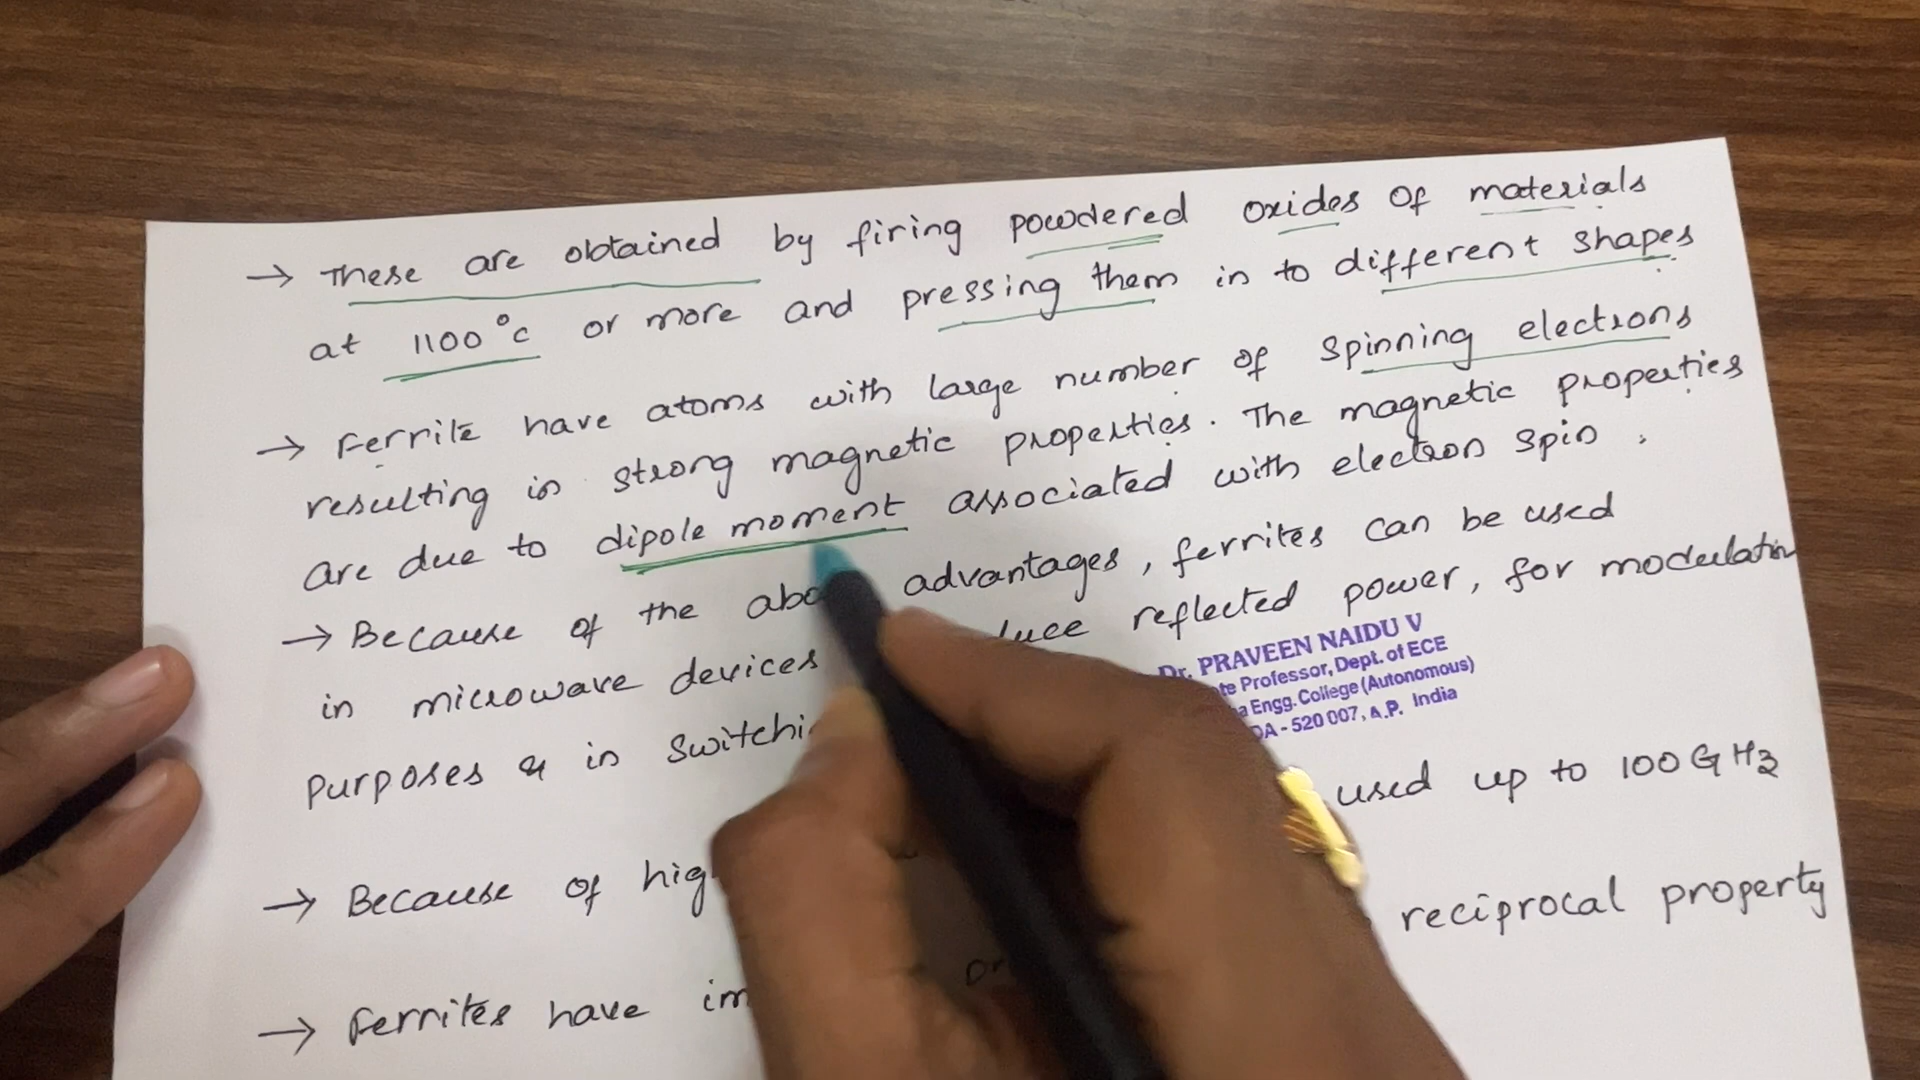 → These are obtained by firing powdered oxides of materials
at 1100°c or more and pressing them in to different shapes
→ Ferrite have atoms with large number of spinning electrons
resulting in strong magnetic properties. The magnetic properties
are due to dipole moment associated with electron spin.
→ Because of the advantages, ferrites can be used
in microwave devices reflected power, for modulation
purposes & in
Dr. PRAVEEN NAIDU V
Professor, Dept. of ECE
Engg. College (Autonomous)
- 520 007, A.P. India
→ Because of used up to 100 GHz
→ Ferrites have reciprocal property